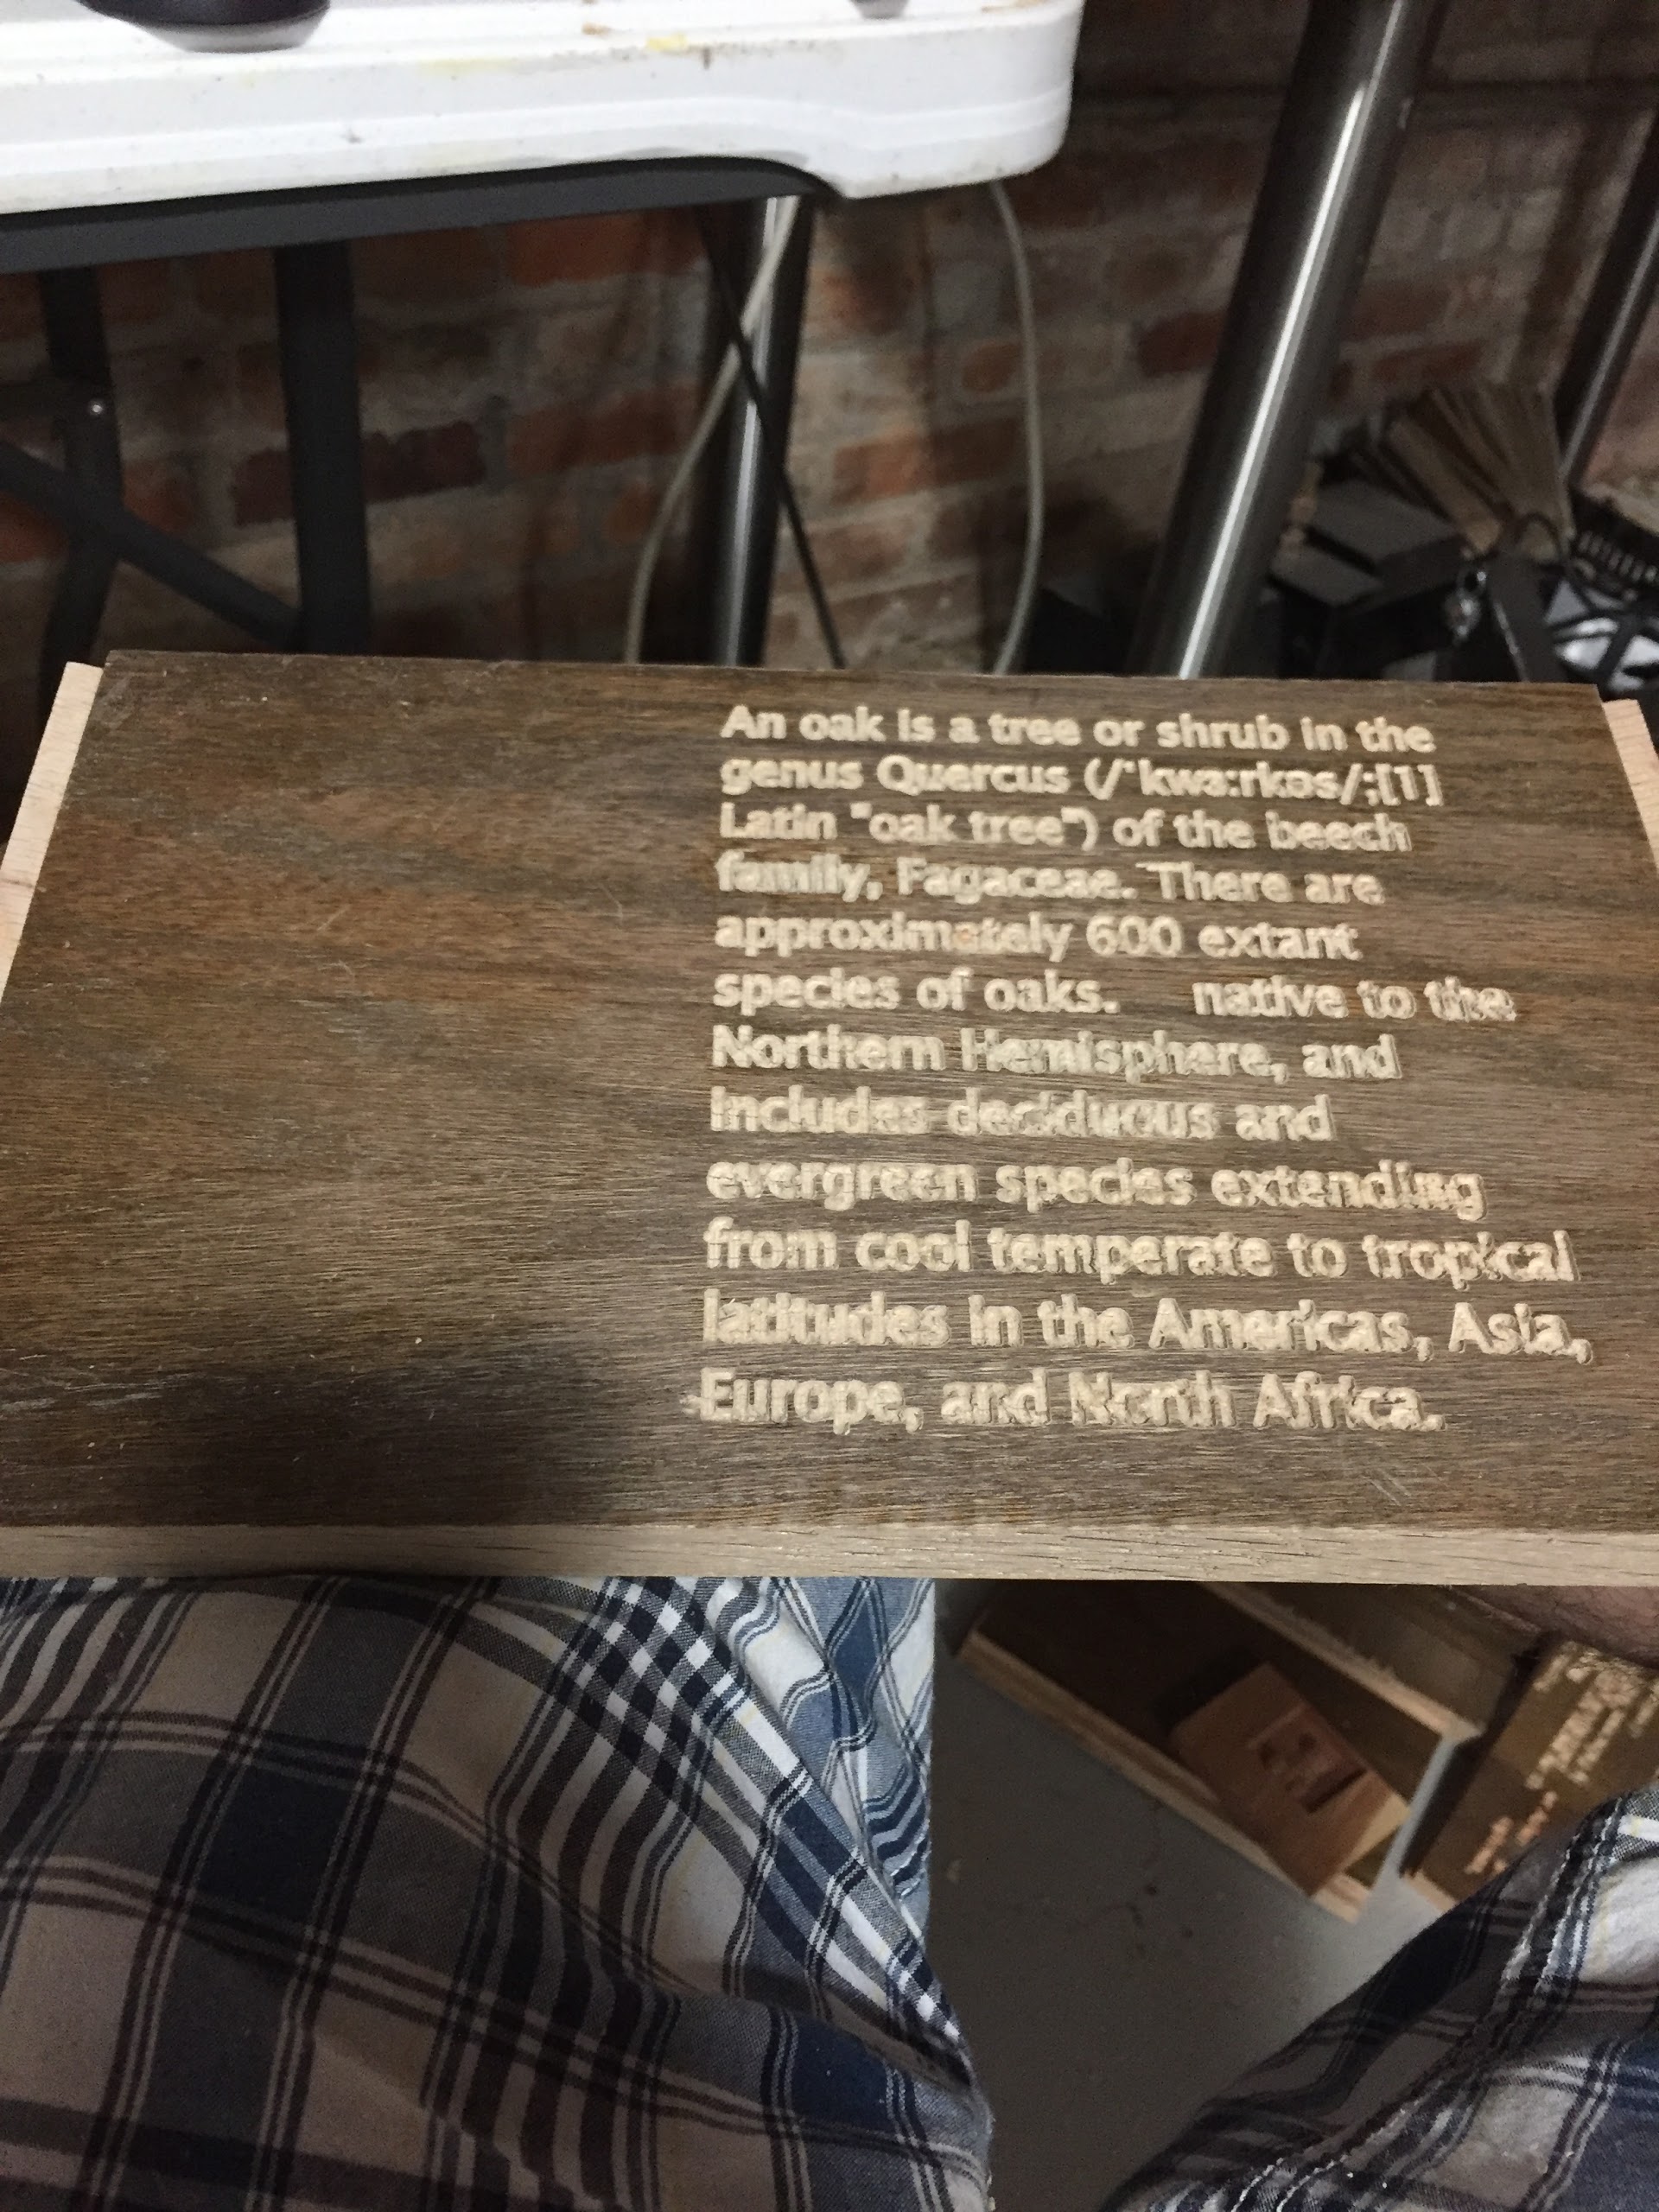 An oak is a tree or shrub in the
genus Quercus (/ˈkwɜːrkəs/;[1]
Latin "oak tree") of the beech
family, Fagaceae. There are
approximately 600 extant
species of oaks. native to the
Northern Hemisphere, and
includes deciduous and
evergreen species extending
from cool temperate to tropical
latitudes in the Americas, Asia,
Europe, and North Africa.